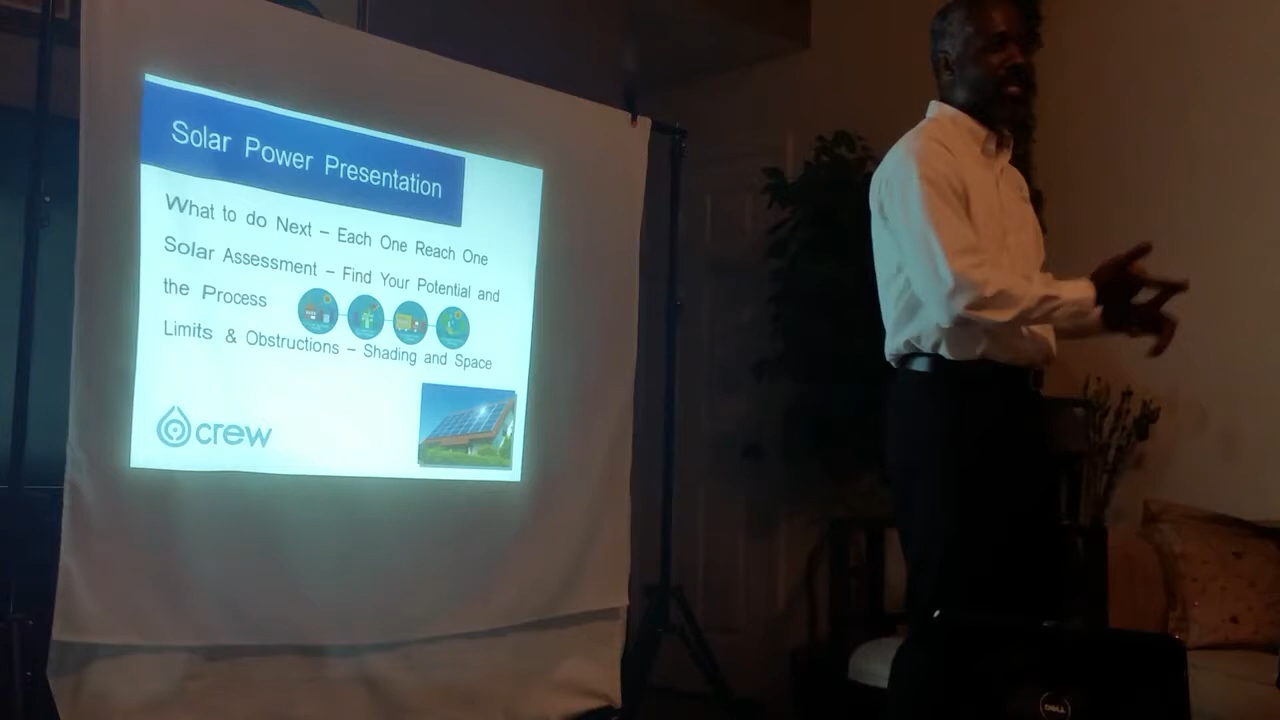 Solar Power Presentation
What to do Next – Each One Reach One
Solar Assessment – Find Your Potential and
the Process
Limits & Obstructions – Shading and Space
crew
DELL